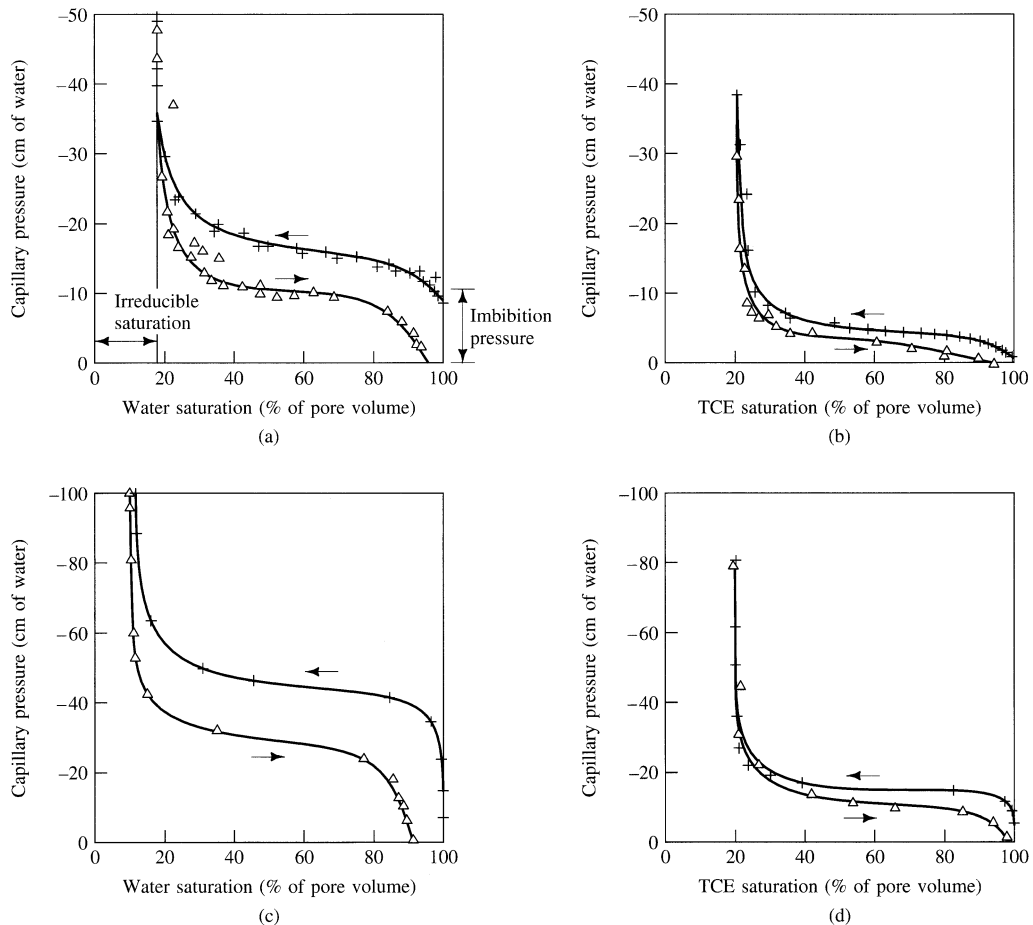 Capillary pressure (cm of water)
–50
–40
–30
–20
–10
0
Irreducible
saturation
Imbibition
pressure
0 20 40 60 80 100
Water saturation (% of pore volume)
(a)
Capillary pressure (cm of water)
–50
–40
–30
–20
–10
0
0 20 40 60 80 100
TCE saturation (% of pore volume)
(b)
Capillary pressure (cm of water)
–100
–80
–60
–40
–20
0
0 20 40 60 80 100
Water saturation (% of pore volume)
(c)
Capillary pressure (cm of water)
–100
–80
–60
–40
–20
0
0 20 40 60 80 100
TCE saturation (% of pore volume)
(d)